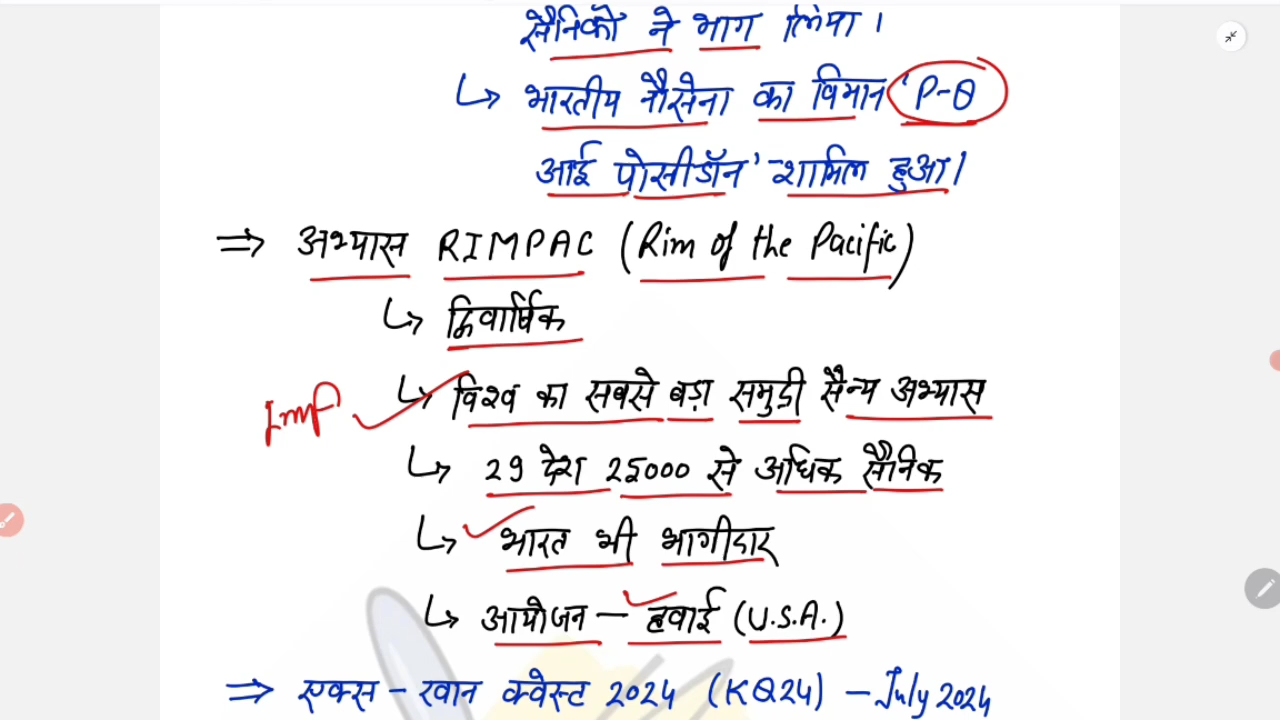 सैनिकों ने भाग लिया।
↳ भारतीय नौसेना का विमान 'P-8
आई पोसीडॉन' शामिल हुआ।
⇒ अभ्यास RIMPAC (Rim of the Pacific)
↳ द्विवार्षिक
Imp ↳ विश्व का सबसे बड़ा समुद्री सैन्य अभ्यास
↳ 29 देश 25000 से अधिक सैनिक
↳ भारत भी भागीदार
↳ आयोजन – हवाई (U.S.A.)
⇒ एक्स - खान क्वेस्ट 2024 (KQ24) – July 2024